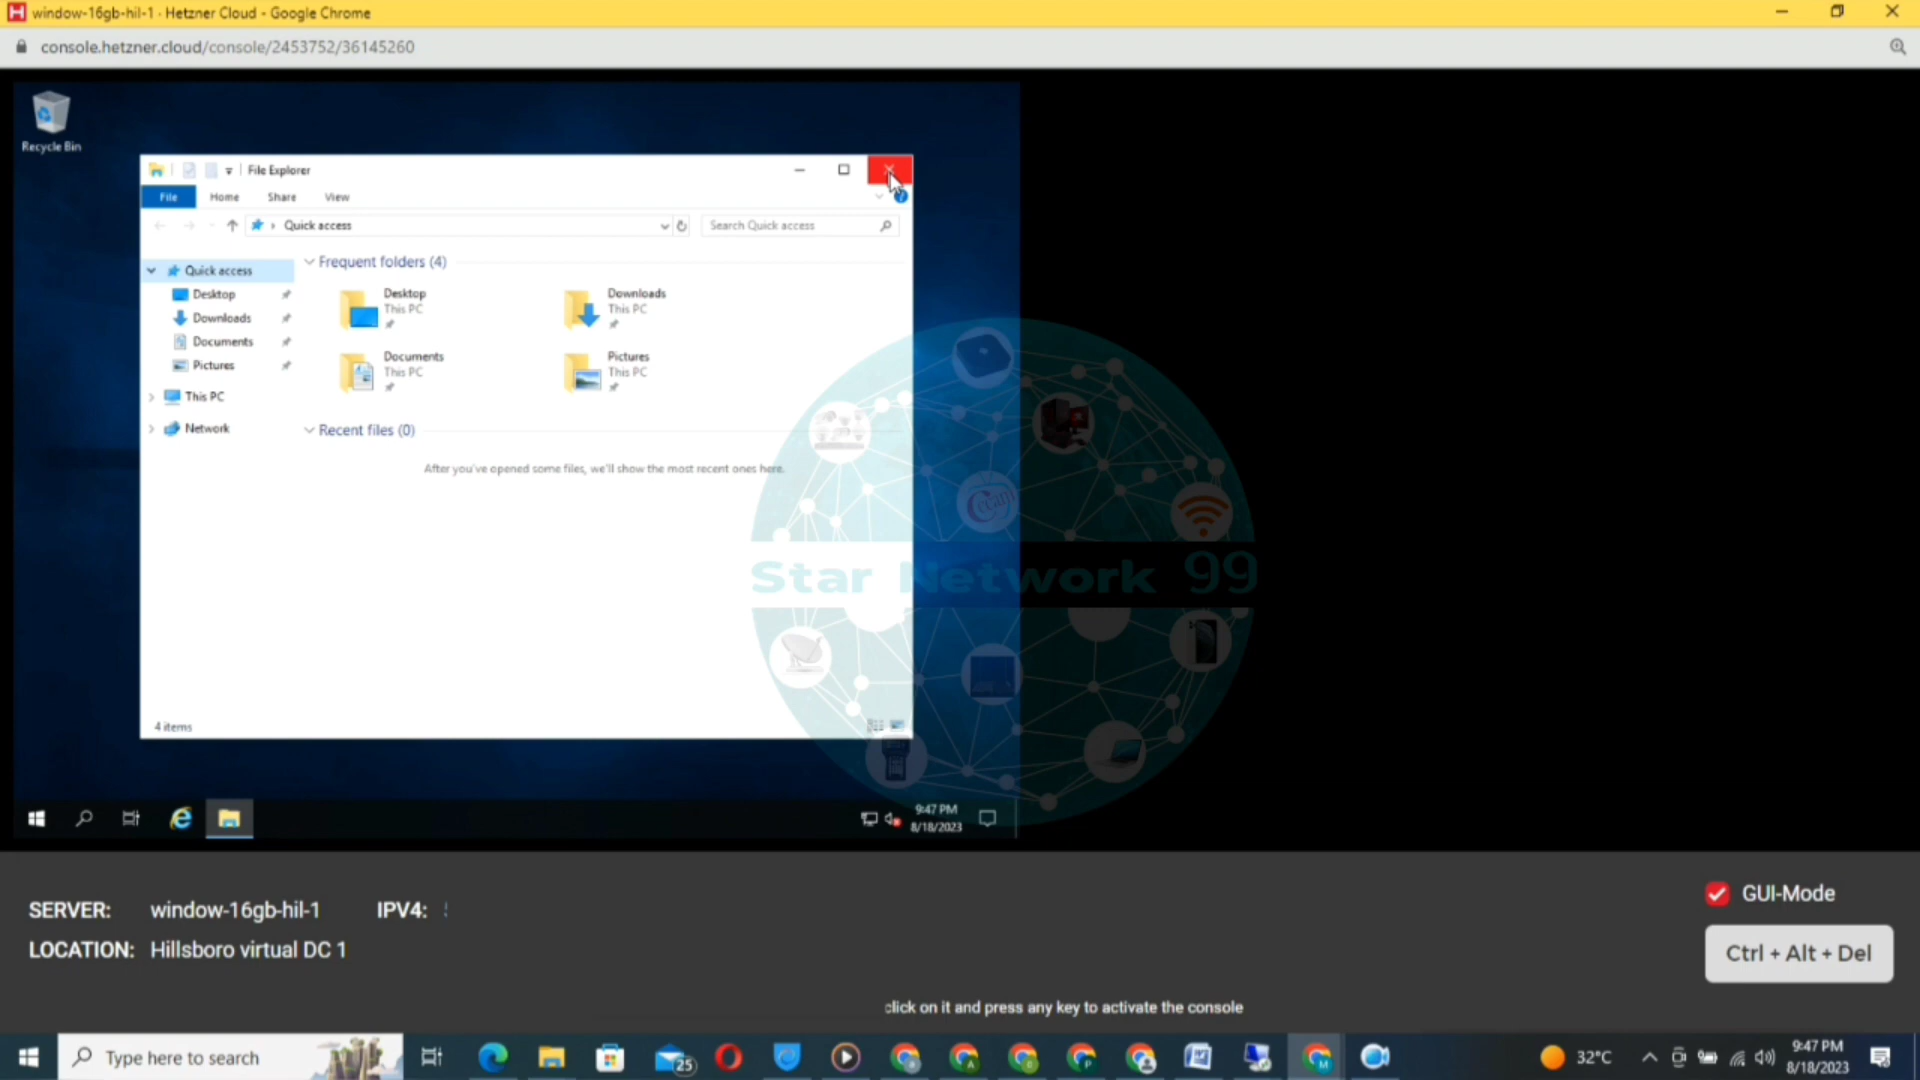 window-16gb-hil-1 - Hetzner Cloud - Google Chrome
console.hetzner.cloud/console/2453752/36145260
Recycle Bin
File Explorer
File Home Share View
Quick access
Search Quick access
Quick access
Desktop
Downloads
Documents
Pictures
This PC
Network
Frequent folders (4)
Desktop
This PC
Downloads
This PC
Documents
This PC
Pictures
This PC
Recent files (0)
After you've opened some files, we'll show the most recent ones here.
4 items
Star Network 99
9:47 PM
8/18/2023
SERVER: window-16gb-hil-1 IPV4:
LOCATION: Hillsboro virtual DC 1
GUI-Mode
Ctrl + Alt + Del
click on it and press any key to activate the console
Type here to search
25
32°C
9:47 PM
8/18/2023